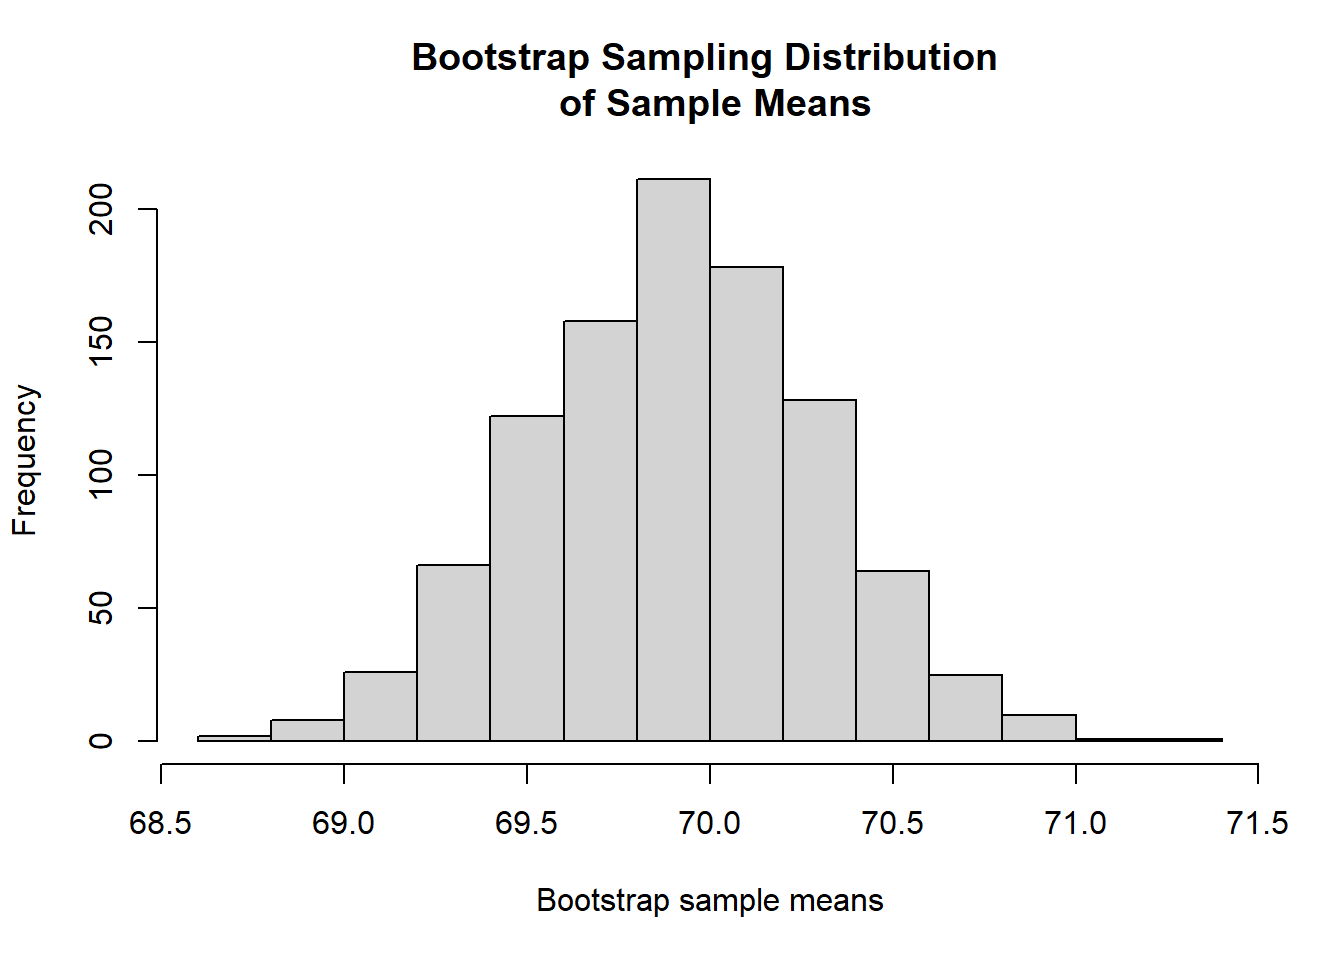 Bootstrap Sampling Distribution
of Sample Means
Frequency
200
150
100
50
0
68.5 69.0 69.5 70.0 70.5 71.0 71.5
Bootstrap sample means